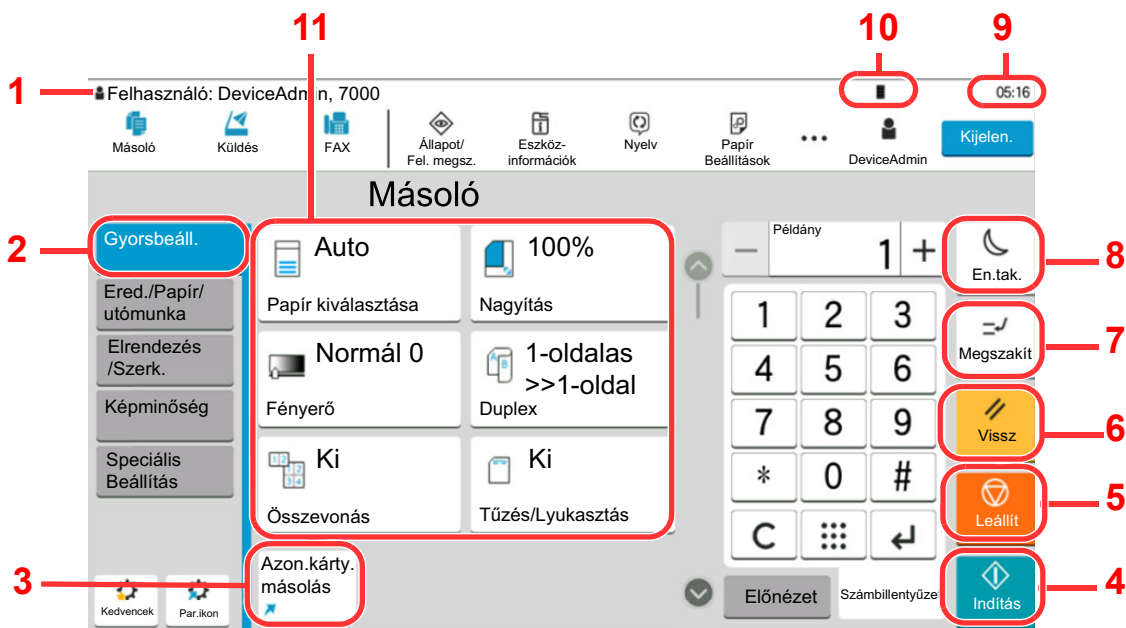 11
10
9
1
Felhasználó: DeviceAdmin, 7000
05:16
Másoló
Küldés
FAX
Állapot/
Fel. megsz.
Eszköz-
információk
Nyelv
Papír
Beállítások
DeviceAdmin
Kijelen.
Másoló
2
Gyorsbeáll.
Ered./Papír/
utómunka
Elrendezés
/Szerk.
Képminőség
Speciális
Beállítás
Auto
Papír kiválasztása
100%
Nagyítás
Normál 0
Fényerő
1-oldalas
>>1-oldal
Duplex
Ki
Összevonás
Ki
Tűzés/Lyukasztás
3
Azon.kárty.
másolás
Kedvencek
Par.ikon
Példány
− 1 +
1 2 3
4 5 6
7 8 9
* 0 #
C
Előnézet
Számbillentyűze
En.tak.
8
Megszakít
7
Vissz
6
Leállít
5
Indítás
4